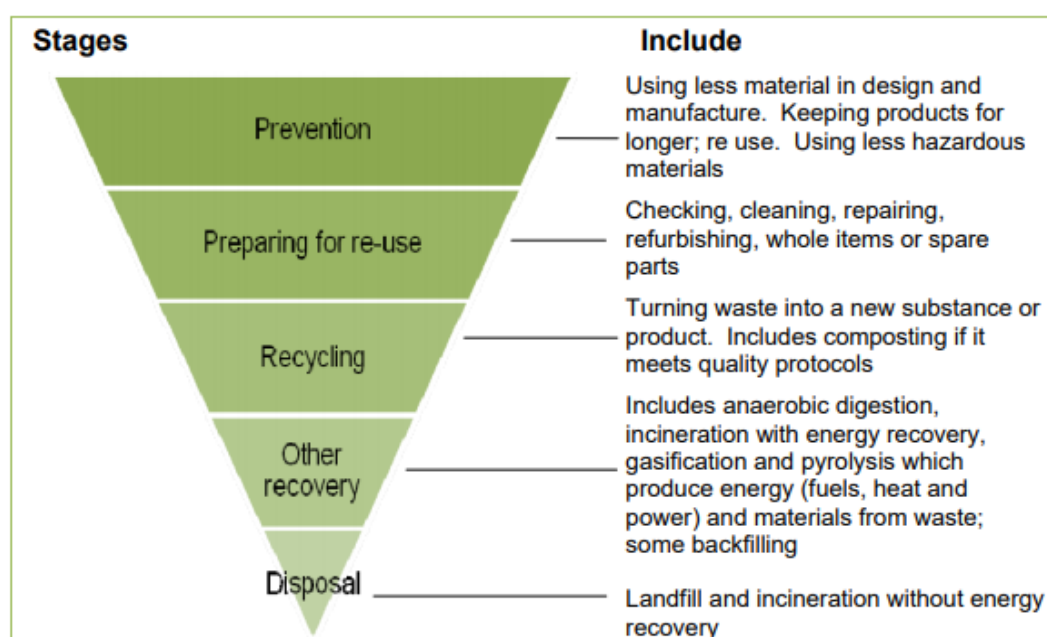 Stages
Include
Prevention
Using less material in design and
manufacture.  Keeping products for
longer; re use.  Using less hazardous
materials
Preparing for re-use
Checking, cleaning, repairing,
refurbishing, whole items or spare
parts
Recycling
Turning waste into a new substance or
product.  Includes composting if it
meets quality protocols
Other
recovery
Includes anaerobic digestion,
incineration with energy recovery,
gasification and pyrolysis which
produce energy (fuels, heat and
power) and materials from waste;
some backfilling
Disposal
Landfill and incineration without energy
recovery